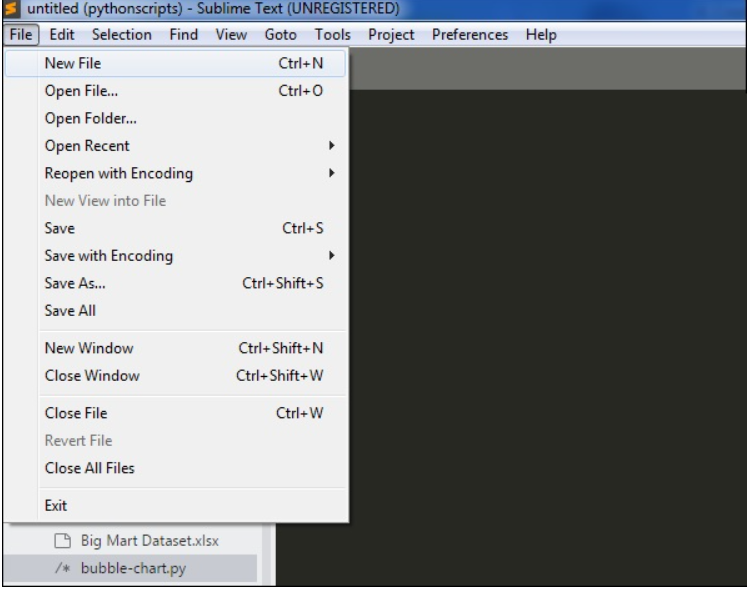 untitled (pythonscripts) - Sublime Text (UNREGISTERED)
File Edit Selection Find View Goto Tools Project Preferences Help
New File Ctrl+N
Open File... Ctrl+O
Open Folder...
Open Recent
Reopen with Encoding
New View into File
Save Ctrl+S
Save with Encoding
Save As... Ctrl+Shift+S
Save All
New Window Ctrl+Shift+N
Close Window Ctrl+Shift+W
Close File Ctrl+W
Revert File
Close All Files
Exit
Big Mart Dataset.xlsx
/* bubble-chart.py